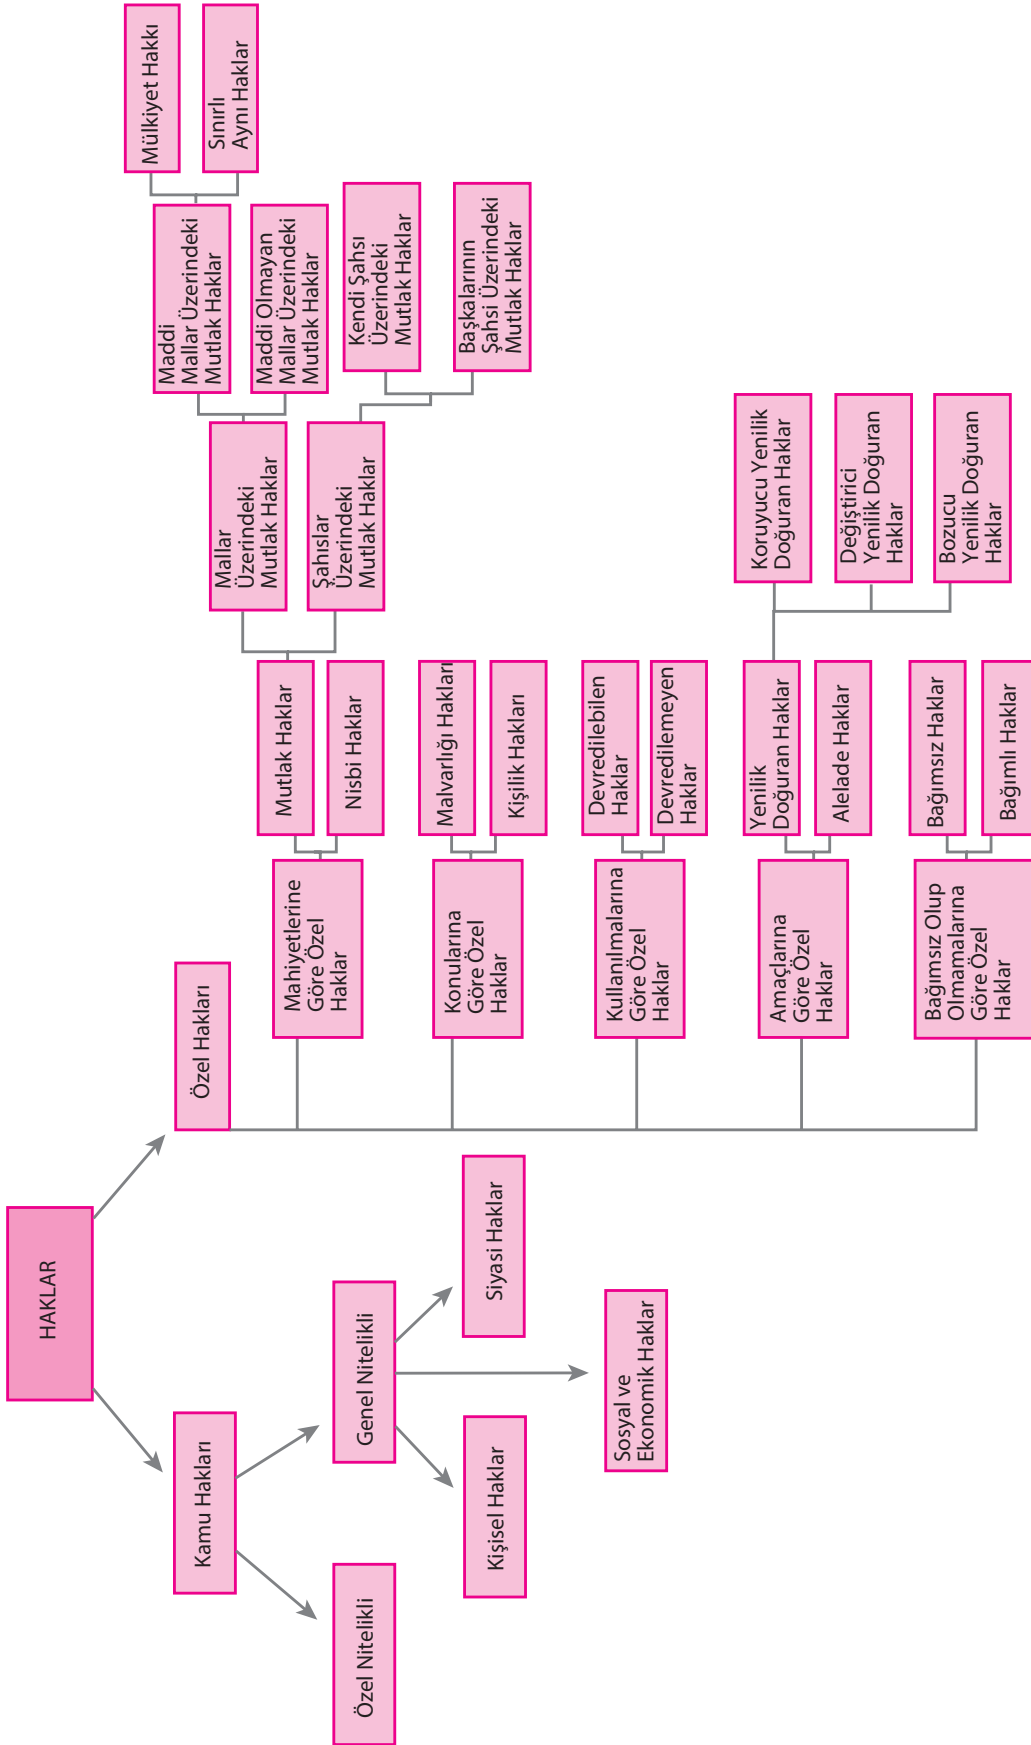 HAKLAR
Kamu Hakları
Özel Hakları
Özel Nitelikli
Genel Nitelikli
Kişisel Haklar
Siyasi Haklar
Sosyal ve
Ekonomik Haklar
Mahiyetlerine
Göre Özel
Haklar
Mutlak Haklar
Nisbi Haklar
Mallar
Üzerindeki
Mutlak Haklar
Şahıslar
Üzerindeki
Mutlak Haklar
Maddi
Mallar Üzerindeki
Mutlak Haklar
Maddi Olmayan
Mallar Üzerindeki
Mutlak Haklar
Mülkiyet Hakkı
Sınırlı
Aynı Haklar
Kendi Şahsı
Üzerindeki
Mutlak Haklar
Başkalarının
Şahsi Üzerindeki
Mutlak Haklar
Konularına
Göre Özel
Haklar
Malvarlığı Hakları
Kişilik Hakları
Kullanılmalarına
Göre Özel
Haklar
Devredilebilen
Haklar
Devredilemeyen
Haklar
Amaçlarına
Göre Özel
Haklar
Yenilik
Doğuran Haklar
Alelade Haklar
Koruyucu Yenilik
Doğuran Haklar
Değiştirici
Yenilik Doğuran
Haklar
Bozucu
Yenilik Doğuran
Haklar
Bağımsız Olup
Olmamalarına
Göre Özel
Haklar
Bağımsız Haklar
Bağımlı Haklar